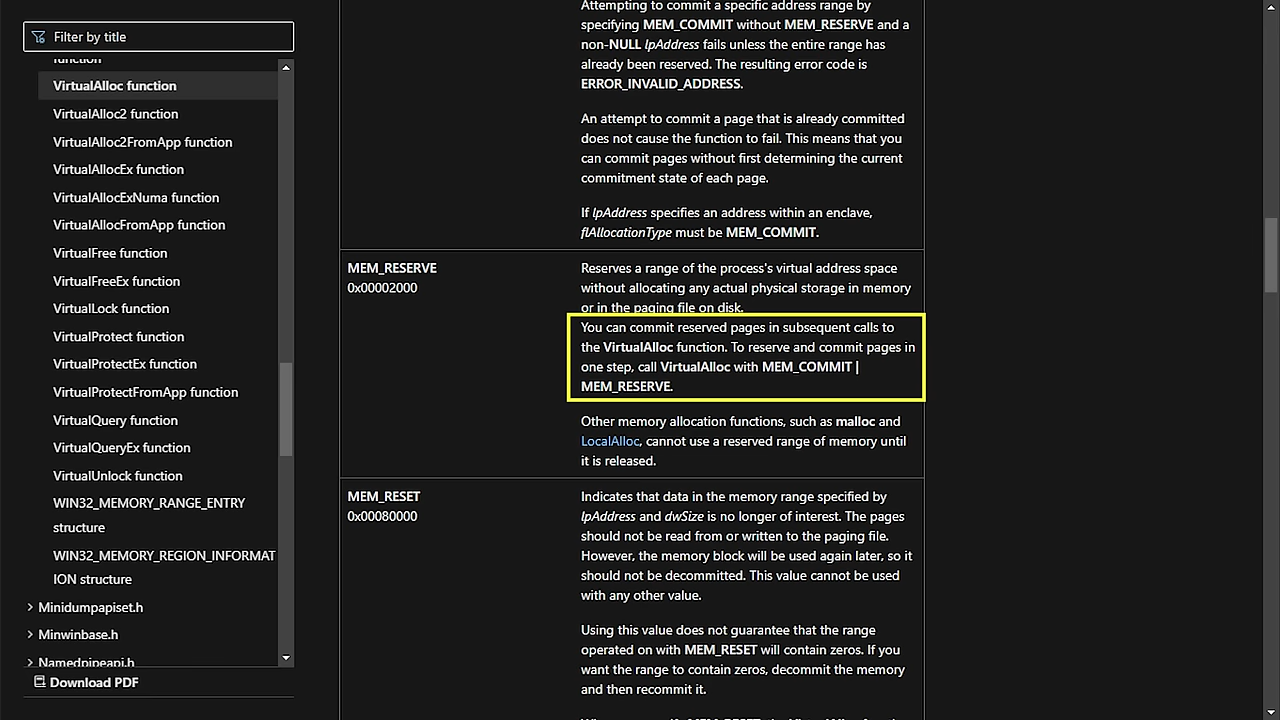 Filter by title
function
VirtualAlloc function
VirtualAlloc2 function
VirtualAlloc2FromApp function
VirtualAllocEx function
VirtualAllocExNuma function
VirtualAllocFromApp function
VirtualFree function
VirtualFreeEx function
VirtualLock function
VirtualProtect function
VirtualProtectEx function
VirtualProtectFromApp function
VirtualQuery function
VirtualQueryEx function
VirtualUnlock function
WIN32_MEMORY_RANGE_ENTRY
structure
WIN32_MEMORY_REGION_INFORMAT
ION structure
Minidumpapiset.h
Minwinbase.h
Namedpipeapi.h
Download PDF
Attempting to commit a specific address range by
specifying MEM_COMMIT without MEM_RESERVE and a
non-NULL lpAddress fails unless the entire range has
already been reserved. The resulting error code is
ERROR_INVALID_ADDRESS.
An attempt to commit a page that is already committed
does not cause the function to fail. This means that you
can commit pages without first determining the current
commitment state of each page.
If lpAddress specifies an address within an enclave,
flAllocationType must be MEM_COMMIT.
MEM_RESERVE
0x00002000
Reserves a range of the process's virtual address space
without allocating any actual physical storage in memory
or in the paging file on disk.
You can commit reserved pages in subsequent calls to
the VirtualAlloc function. To reserve and commit pages in
one step, call VirtualAlloc with MEM_COMMIT |
MEM_RESERVE.
Other memory allocation functions, such as malloc and
LocalAlloc, cannot use a reserved range of memory until
it is released.
MEM_RESET
0x00080000
Indicates that data in the memory range specified by
lpAddress and dwSize is no longer of interest. The pages
should not be read from or written to the paging file.
However, the memory block will be used again later, so it
should not be decommitted. This value cannot be used
with any other value.
Using this value does not guarantee that the range
operated on with MEM_RESET will contain zeros. If you
want the range to contain zeros, decommit the memory
and then recommit it.